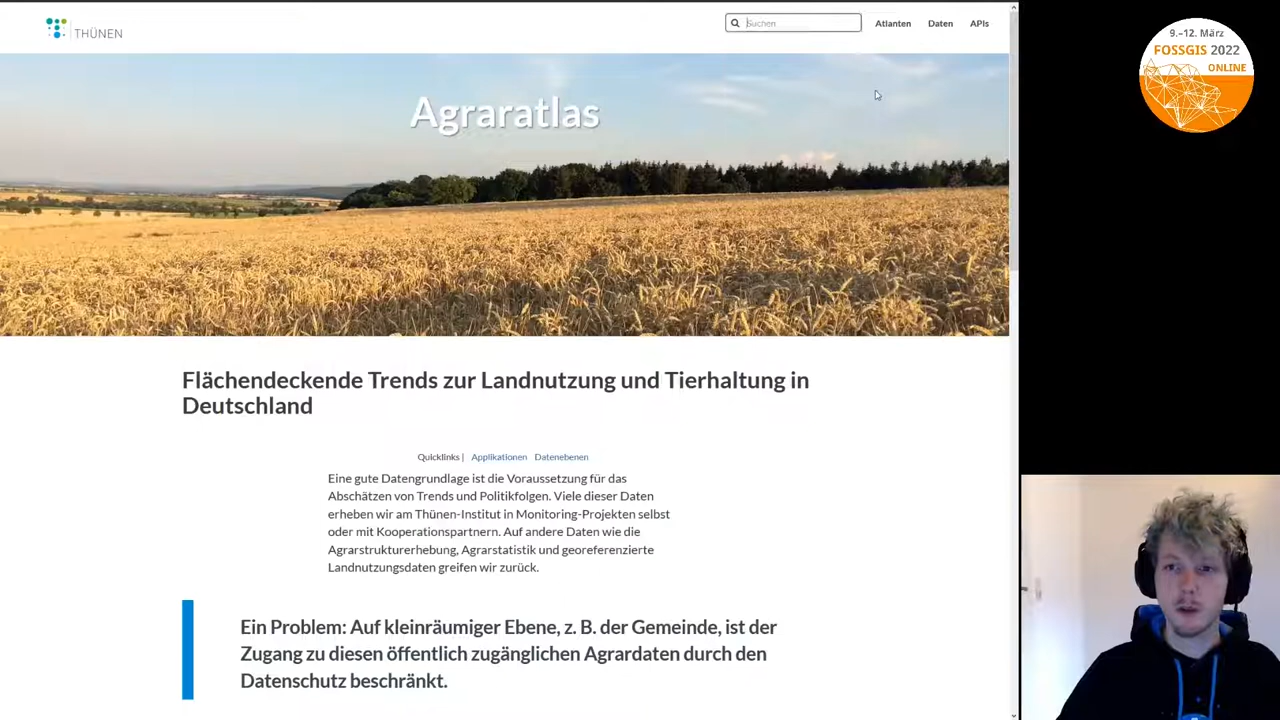 THÜNEN
Suchen
Atlanten
Daten
APIs
9.–12. März
FOSSGIS 2022
ONLINE
Agraratlas
Flächendeckende Trends zur Landnutzung und Tierhaltung in
Deutschland
Quicklinks | Applikationen Datenebenen
Eine gute Datengrundlage ist die Voraussetzung für das
Abschätzen von Trends und Politikfolgen. Viele dieser Daten
erheben wir am Thünen-Institut in Monitoring-Projekten selbst
oder mit Kooperationspartnern. Auf andere Daten wie die
Agrarstrukturerhebung, Agrarstatistik und georeferenzierte
Landnutzungsdaten greifen wir zurück.
Ein Problem: Auf kleinräumiger Ebene, z. B. der Gemeinde, ist der
Zugang zu diesen öffentlich zugänglichen Agrardaten durch den
Datenschutz beschränkt.